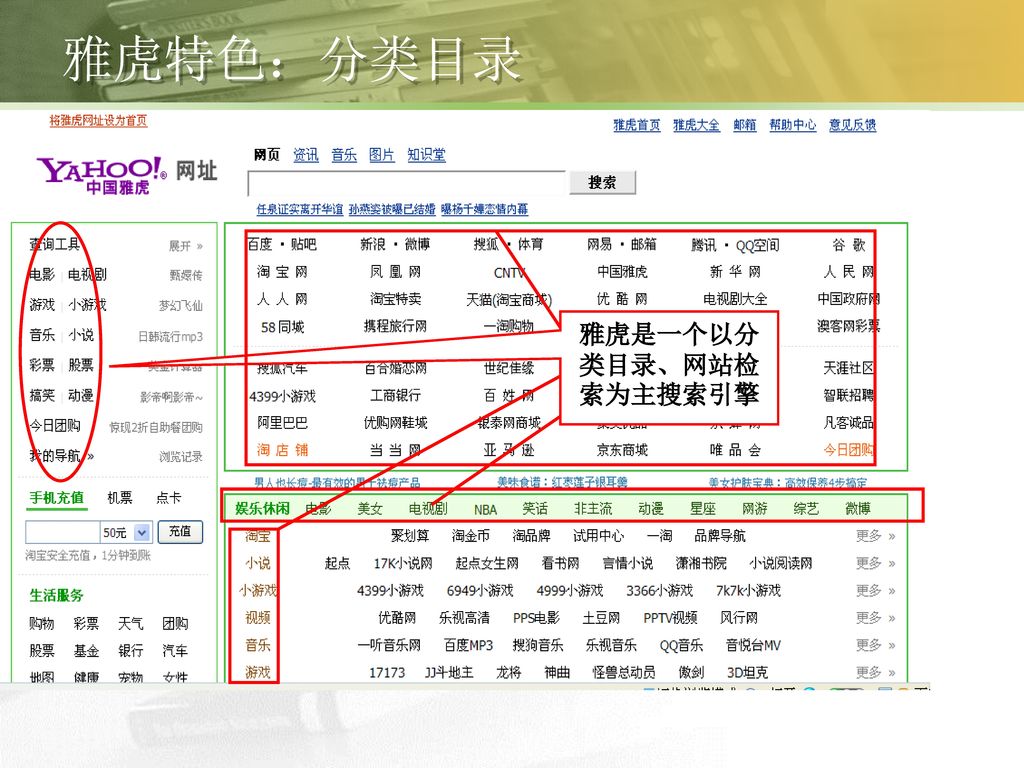 雅虎特色：分类目录
将雅虎网址设为首页
雅虎首页 雅虎大全 邮箱 帮助中心 意见反馈
YAHOO!® 中国雅虎 网址
网页 资讯 音乐 图片 知识堂
搜索
任泉证实离开华谊 孙燕姿被曝已结婚 曝杨千嬅恋情内幕
查询工具 展开 »
电影 | 电视剧 甄嬛传
游戏 | 小游戏 梦幻飞仙
音乐 | 小说 日韩流行mp3
彩票 | 股票
搞笑 | 动漫 影帝啊影帝~
今日团购 惊现2折自助餐团购
我的导航 » 浏览记录
手机充值 机票 点卡
50元 充值
淘宝安全充值，1分钟到账
生活服务
购物 彩票 天气 团购
股票 基金 银行 汽车
地图 健康 宠物 女性
百度 · 贴吧 新浪 · 微博 搜狐 · 体育 网易 · 邮箱 腾讯 · QQ空间 谷 歌
淘 宝 网 凤 凰 网 CNTV 中国雅虎 新 华 网 人 民 网
人 人 网 淘宝特卖 天猫(淘宝商城) 优 酷 网 电视剧大全 中国政府网
58 同城 携程旅行网 一淘购物 澳客网彩票
搜狐汽车 百合婚恋网 世纪佳缘 天涯社区
4399小游戏 工商银行 百 姓 网 智联招聘
阿里巴巴 优购网鞋城 银泰网商城 凡客诚品
淘 店 铺 当 当 网 亚 马 逊 京东商城 唯 品 会 今日团购
雅虎是一个以分
类目录、网站检
索为主搜索引擎
男人也长痘-最有效的男士祛痘产品 美味食谱：红枣莲子银耳羹 美女护肤宝典：高效保养4步搞定
娱乐休闲 电影 美女 电视剧 NBA 笑话 非主流 动漫 星座 网游 综艺 微博
淘宝 聚划算 淘金币 淘品牌 试用中心 一淘 品牌导航 更多 »
小说 起点 17K小说网 起点女生网 看书网 言情小说 潇湘书院 小说阅读网 更多 »
小游戏 4399小游戏 6949小游戏 4999小游戏 3366小游戏 7k7k小游戏 更多 »
视频 优酷网 乐视高清 PPS电影 土豆网 PPTV视频 风行网 更多 »
音乐 一听音乐网 百度MP3 搜狗音乐 乐视音乐 QQ音乐 音悦台MV 更多 »
游戏 17173 JJ斗地主 龙将 神曲 怪兽总动员 傲剑 3D坦克 更多 »